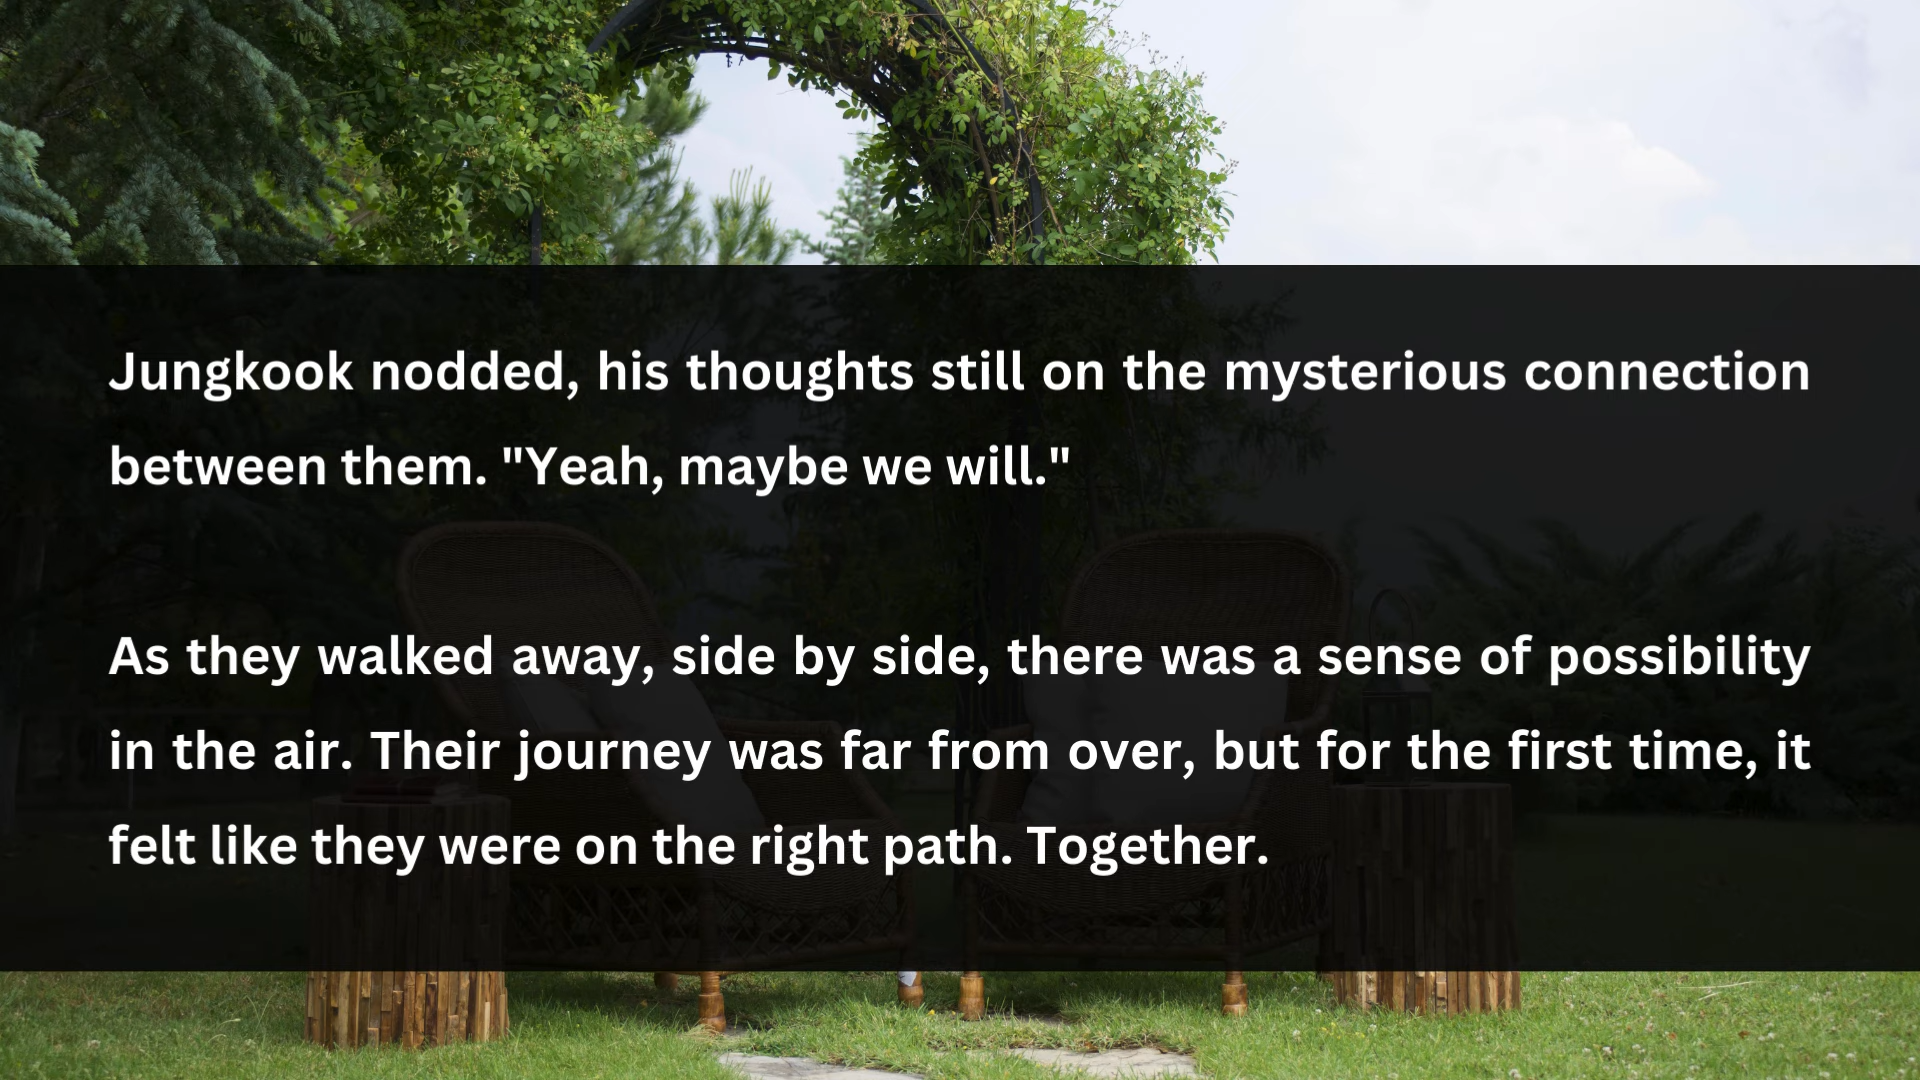 Jungkook nodded, his thoughts still on the mysterious connection
between them. "Yeah, maybe we will."
As they walked away, side by side, there was a sense of possibility
in the air. Their journey was far from over, but for the first time, it
felt like they were on the right path. Together.